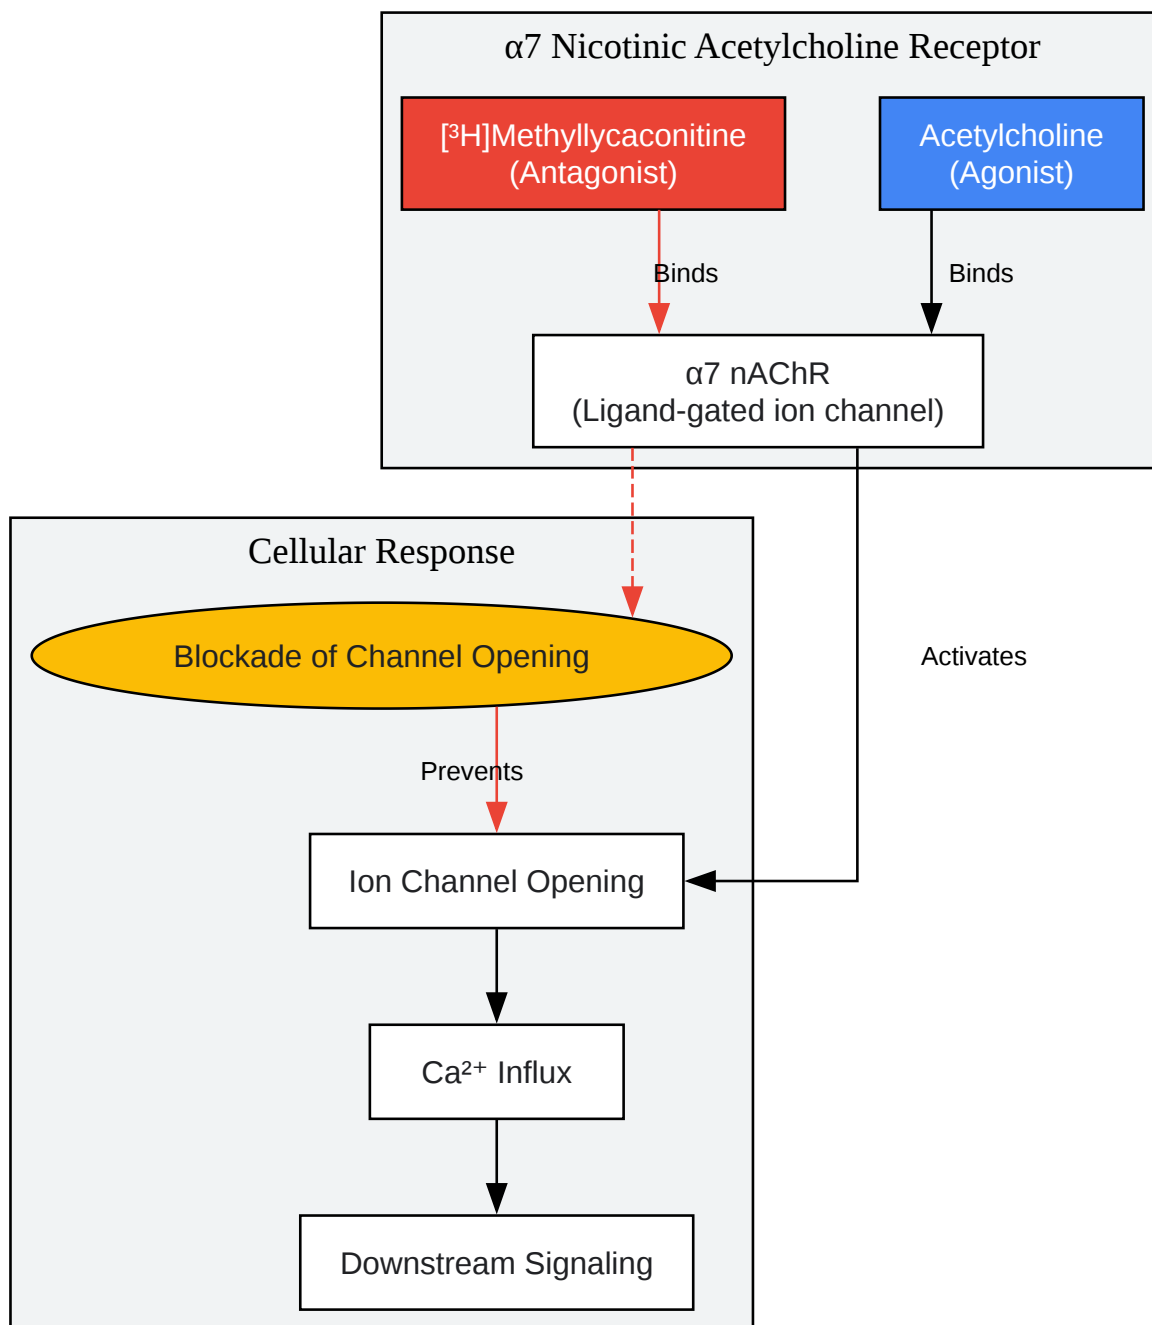 α7 Nicotinic Acetylcholine Receptor
[³H]Methyllycaconitine
(Antagonist)
Acetylcholine
(Agonist)
Binds
Binds
α7 nAChR
(Ligand-gated ion channel)
Cellular Response
Blockade of Channel Opening
Activates
Prevents
Ion Channel Opening
Ca²⁺ Influx
Downstream Signaling